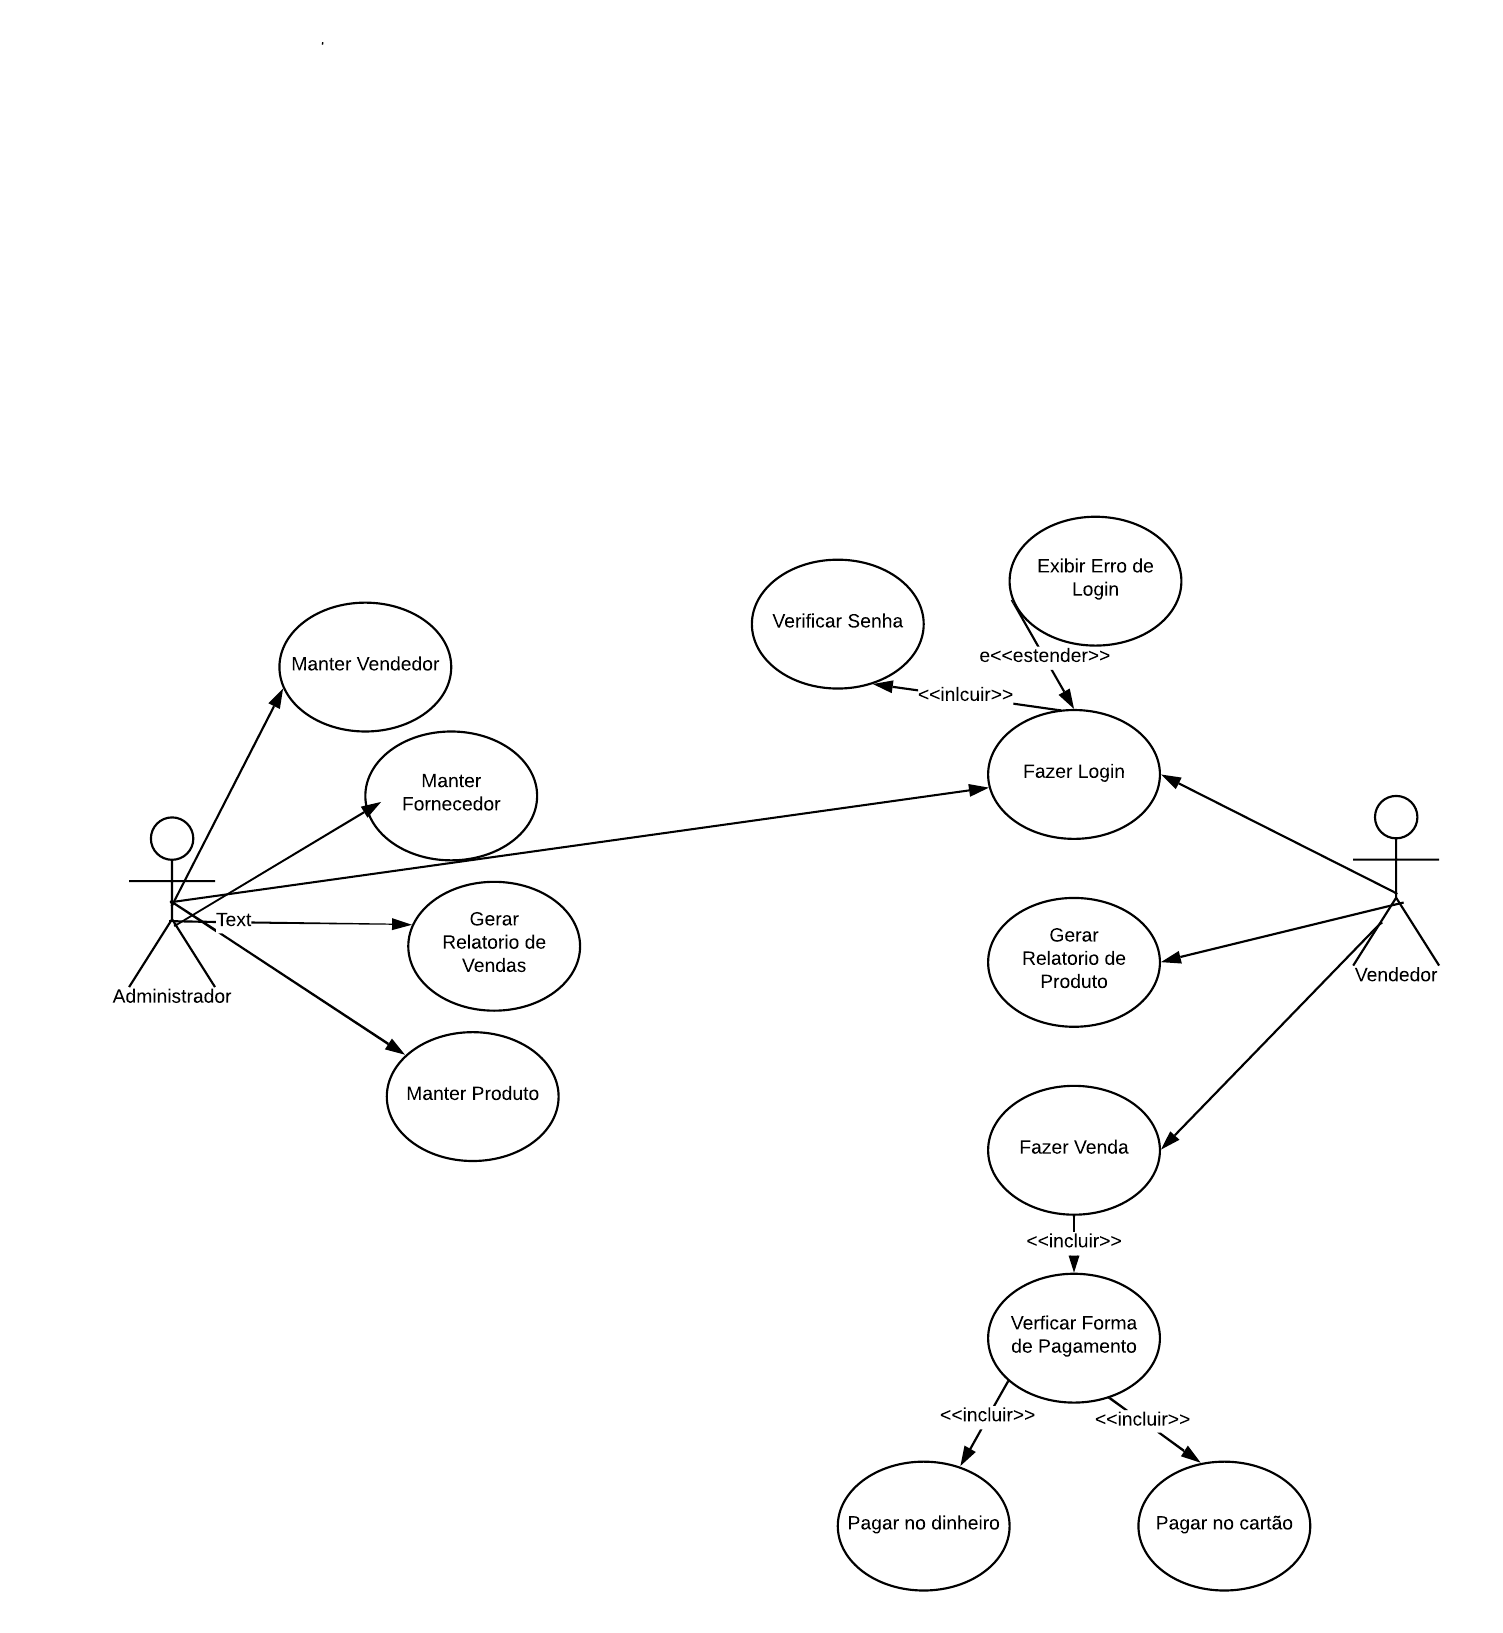 Exibir Erro de
Login
Verificar Senha
e<<estender>>
<<inlcuir>>
Manter Vendedor
Manter
Fornecedor
Fazer Login
Text
Gerar
Relatorio de
Vendas
Administrador
Gerar
Relatorio de
Produto
Vendedor
Manter Produto
Fazer Venda
<<incluir>>
Verficar Forma
de Pagamento
<<incluir>>
<<incluir>>
Pagar no dinheiro
Pagar no cartão